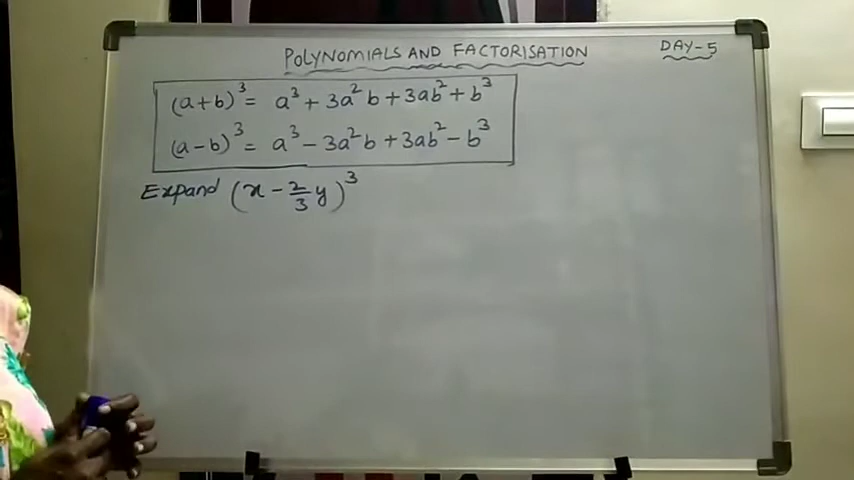 POLYNOMIALS AND FACTORISATION DAY-5
(a+b)³ = a³ + 3a²b + 3ab² + b³
(a-b)³ = a³ - 3a²b + 3ab² - b³
Expand (x - 2/3 y)³